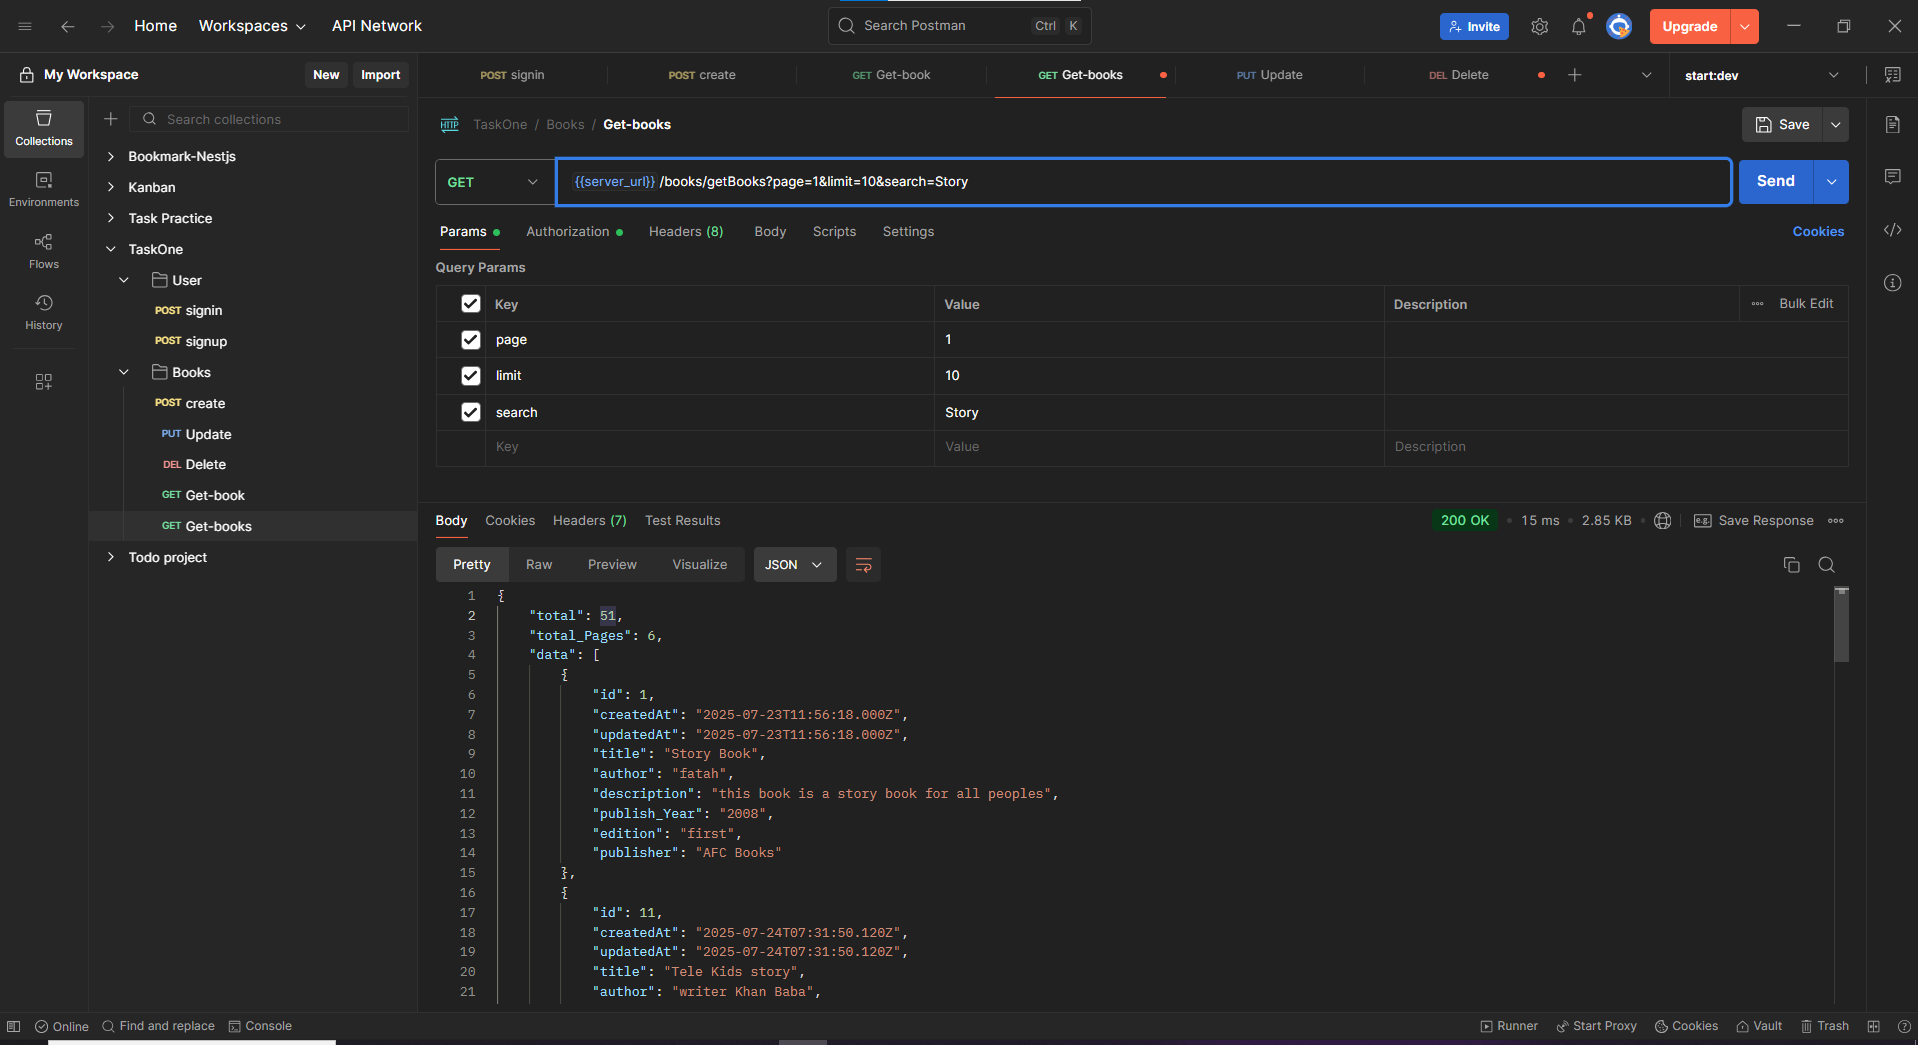 Home Workspaces API Network Search Postman Ctrl K Invite Upgrade
My Workspace New Import
POST signin POST create GET Get-book GET Get-books PUT Update DEL Delete start:dev
Collections
Environments
Flows
History
Search collections
Bookmark-Nestjs
Kanban
Task Practice
TaskOne
User
POST signin
POST signup
Books
POST create
PUT Update
DEL Delete
GET Get-book
GET Get-books
Todo project
HTTP TaskOne / Books / Get-books Save
GET {{server_url}} /books/getBooks?page=1&limit=10&search=Story Send
Params Authorization Headers (8) Body Scripts Settings Cookies
Query Params
Key Value Description Bulk Edit
page 1
limit 10
search Story
Key Value Description
Body Cookies Headers (7) Test Results 200 OK 15 ms 2.85 KB e.g. Save Response
Pretty Raw Preview Visualize JSON
1 {
2 "total": 51,
3 "total_Pages": 6,
4 "data": [
5 {
6 "id": 1,
7 "createdAt": "2025-07-23T11:56:18.000Z",
8 "updatedAt": "2025-07-23T11:56:18.000Z",
9 "title": "Story Book",
10 "author": "fatah",
11 "description": "this book is a story book for all peoples",
12 "publish_Year": "2008",
13 "edition": "first",
14 "publisher": "AFC Books"
15 },
16 {
17 "id": 11,
18 "createdAt": "2025-07-24T07:31:50.120Z",
19 "updatedAt": "2025-07-24T07:31:50.120Z",
20 "title": "Tele Kids story",
21 "author": "writer Khan Baba",
Online Find and replace Console Runner Start Proxy Cookies Vault Trash